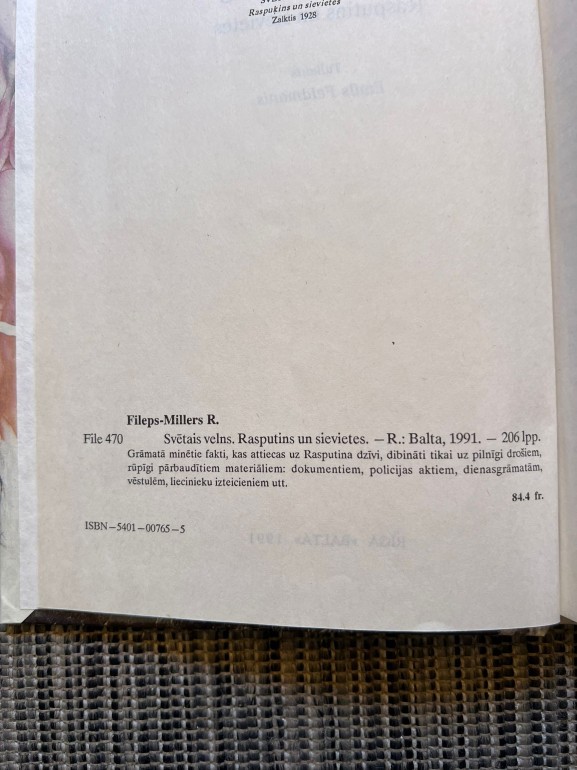 Raspukins un sievietes
Zalktis 1928
Fileps-Millers R.
File 470 Svētais velns. Rasputins un sievietes. — R.: Balta, 1991. — 206 lpp.
Grāmatā minētie fakti, kas attiecas uz Rasputina dzīvi, dibināti tikai uz pilnīgi drošiem,
rūpīgi pārbaudītiem materiāliem: dokumentiem, policijas aktiem, dienasgrāmatām,
vēstulēm, liecinieku izteicieniem utt.
84.4 fr.
ISBN—5401—00765—5